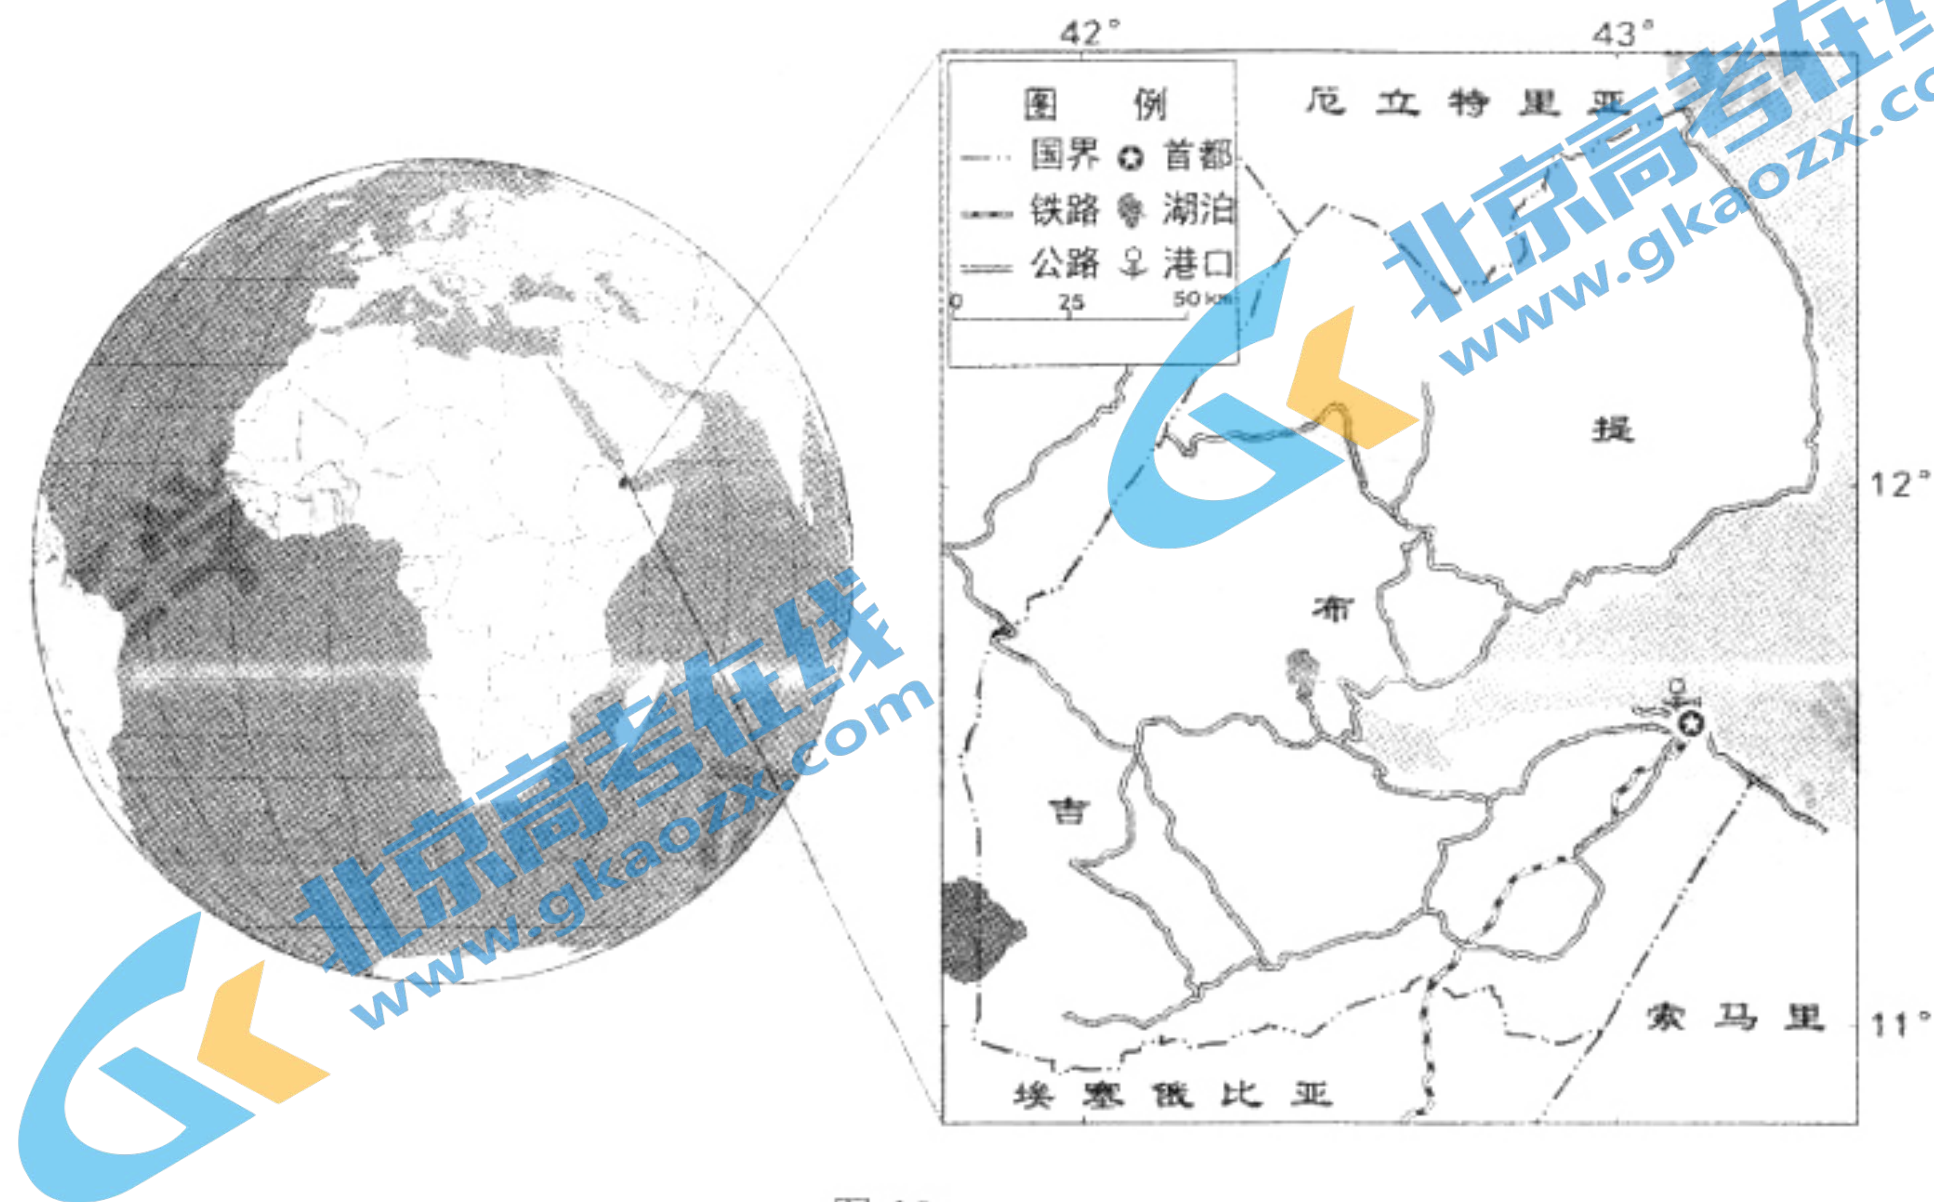 42° 43°
图 例
国界 首都
铁路 湖泊
公路 港口
0 25 50 km
厄立特里亚
提
12°
布
吉
索马里
11°
埃塞俄比亚
北京高考在线
www.gkaozx.com
北京高考在线
www.gkaozx.co